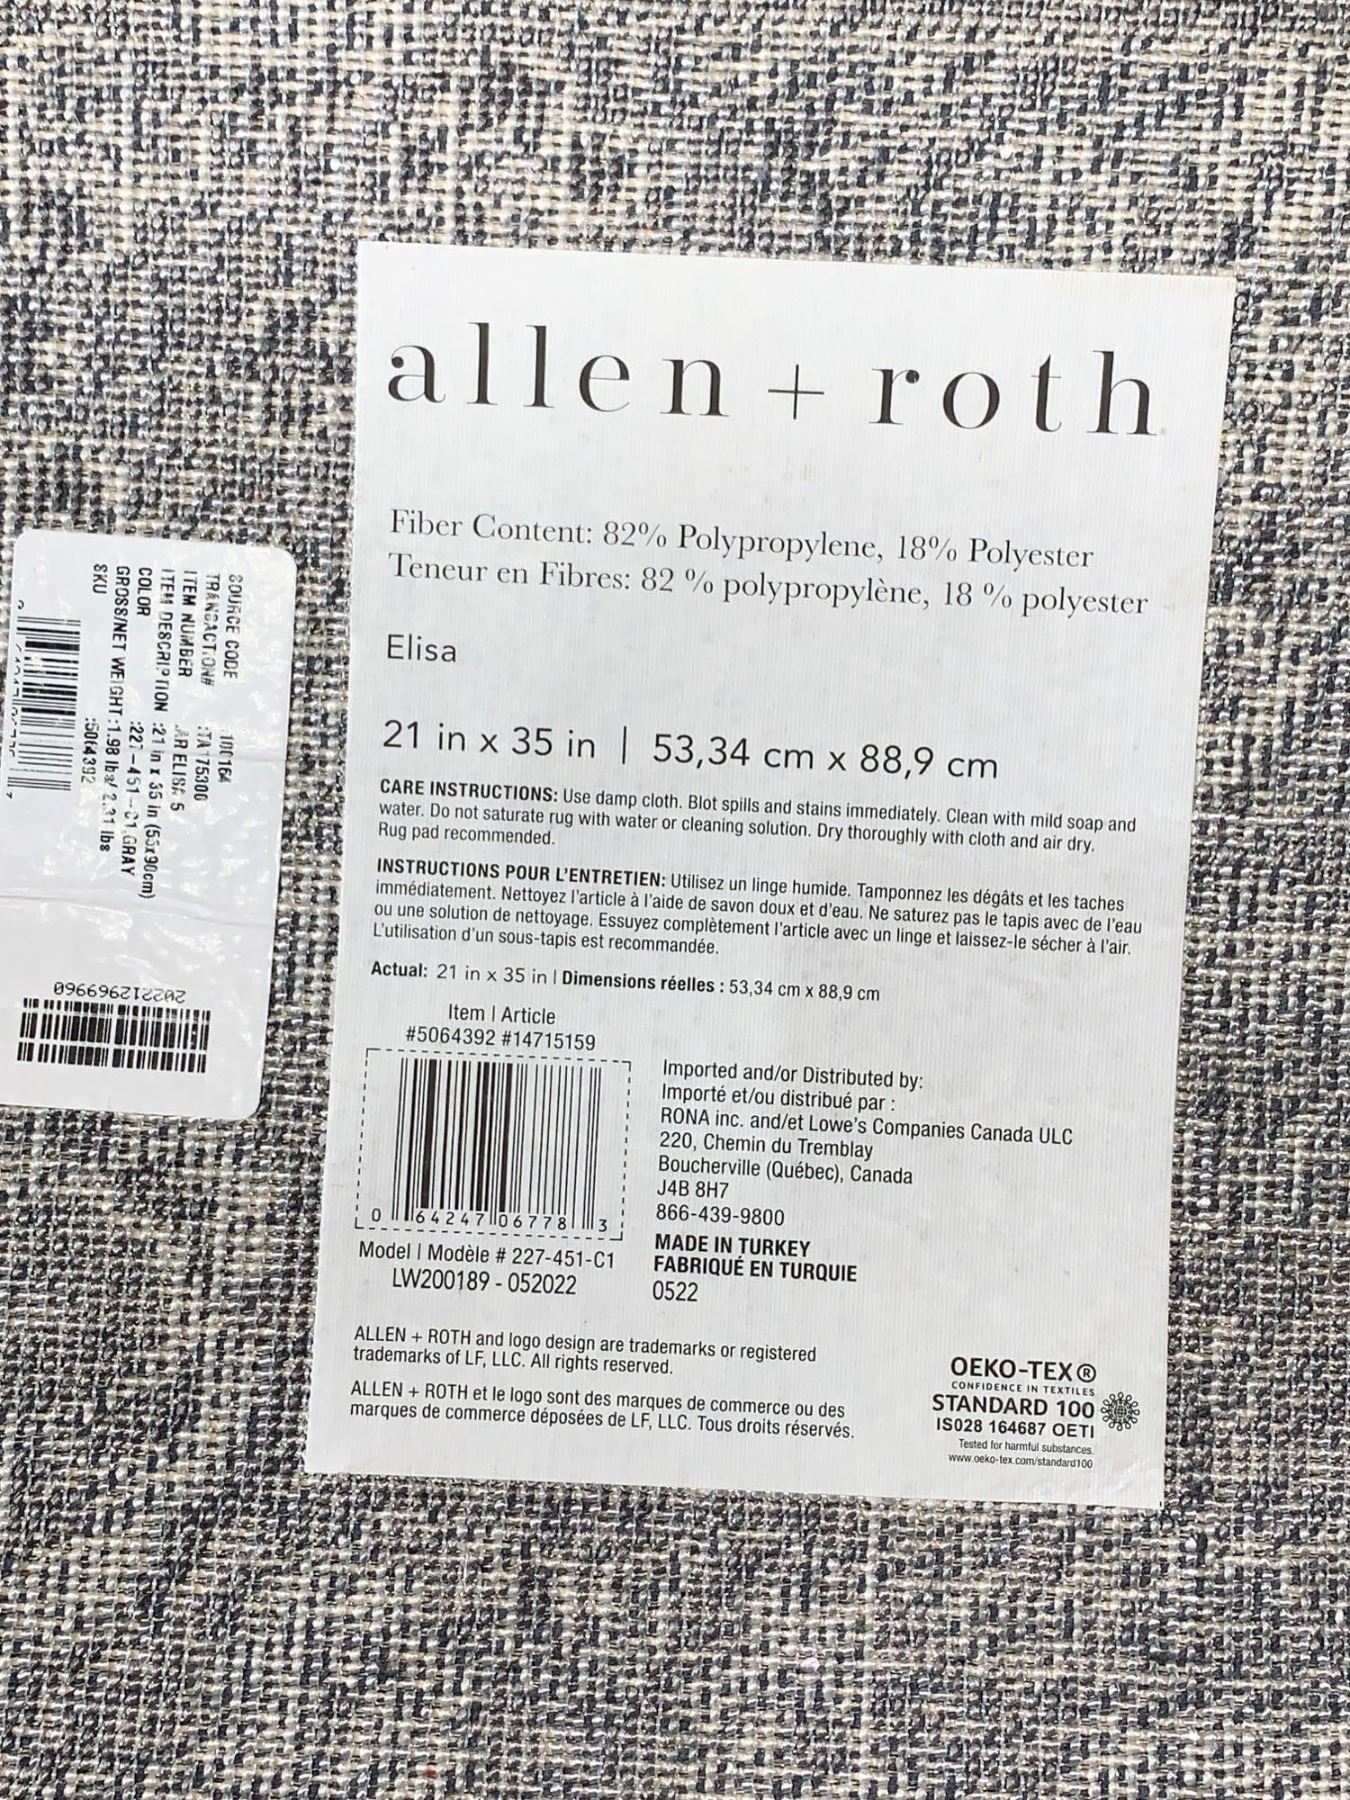 allen + roth
Fiber Content: 82% Polypropylene, 18% Polyester
Teneur en Fibres: 82 % polypropylène, 18 % polyester
Elisa
21 in x 35 in | 53,34 cm x 88,9 cm
CARE INSTRUCTIONS: Use damp cloth. Blot spills and stains immediately. Clean with mild soap and
water. Do not saturate rug with water or cleaning solution. Dry thoroughly with cloth and air dry.
Rug pad recommended.
INSTRUCTIONS POUR L'ENTRETIEN: Utilisez un linge humide. Tamponnez les dégâts et les taches
immédiatement. Nettoyez l'article à l'aide de savon doux et d'eau. Ne saturez pas le tapis avec de l'eau
ou une solution de nettoyage. Essuyez complètement l'article avec un linge et laissez-le sécher à l'air.
L'utilisation d'un sous-tapis est recommandée.
Actual: 21 in x 35 in | Dimensions réelles : 53,34 cm x 88,9 cm
Item | Article
#5064392 #14715159
0 64247 06778 3
Model | Modèle # 227-451-C1
LW200189 - 052022
Imported and/or Distributed by:
Importé et/ou distribué par :
RONA inc. and/et Lowe's Companies Canada ULC
220, Chemin du Tremblay
Boucherville (Québec), Canada
J4B 8H7
866-439-9800
MADE IN TURKEY
FABRIQUÉ EN TURQUIE
0522
ALLEN + ROTH and logo design are trademarks or registered
trademarks of LF, LLC. All rights reserved.
ALLEN + ROTH et le logo sont des marques de commerce ou des
marques de commerce déposées de LF, LLC. Tous droits réservés.
OEKO-TEX®
CONFIDENCE IN TEXTILES
STANDARD 100
IS028 164687 OETI
Tested for harmful substances.
www.oeko-tex.com/standard100
SOURCE CODE :100164
TRANSACTION# :TA175300
ITEM NUMBER :AR ELISA 5
ITEM DESCRIPTION :21 in x 35 in (55x90cm)
COLOR :227-451-C1,GRAY
GROSS/NET WEIGHT :1.98 lbs/ 2.31 lbs
SKU :5064392
2022121296999960